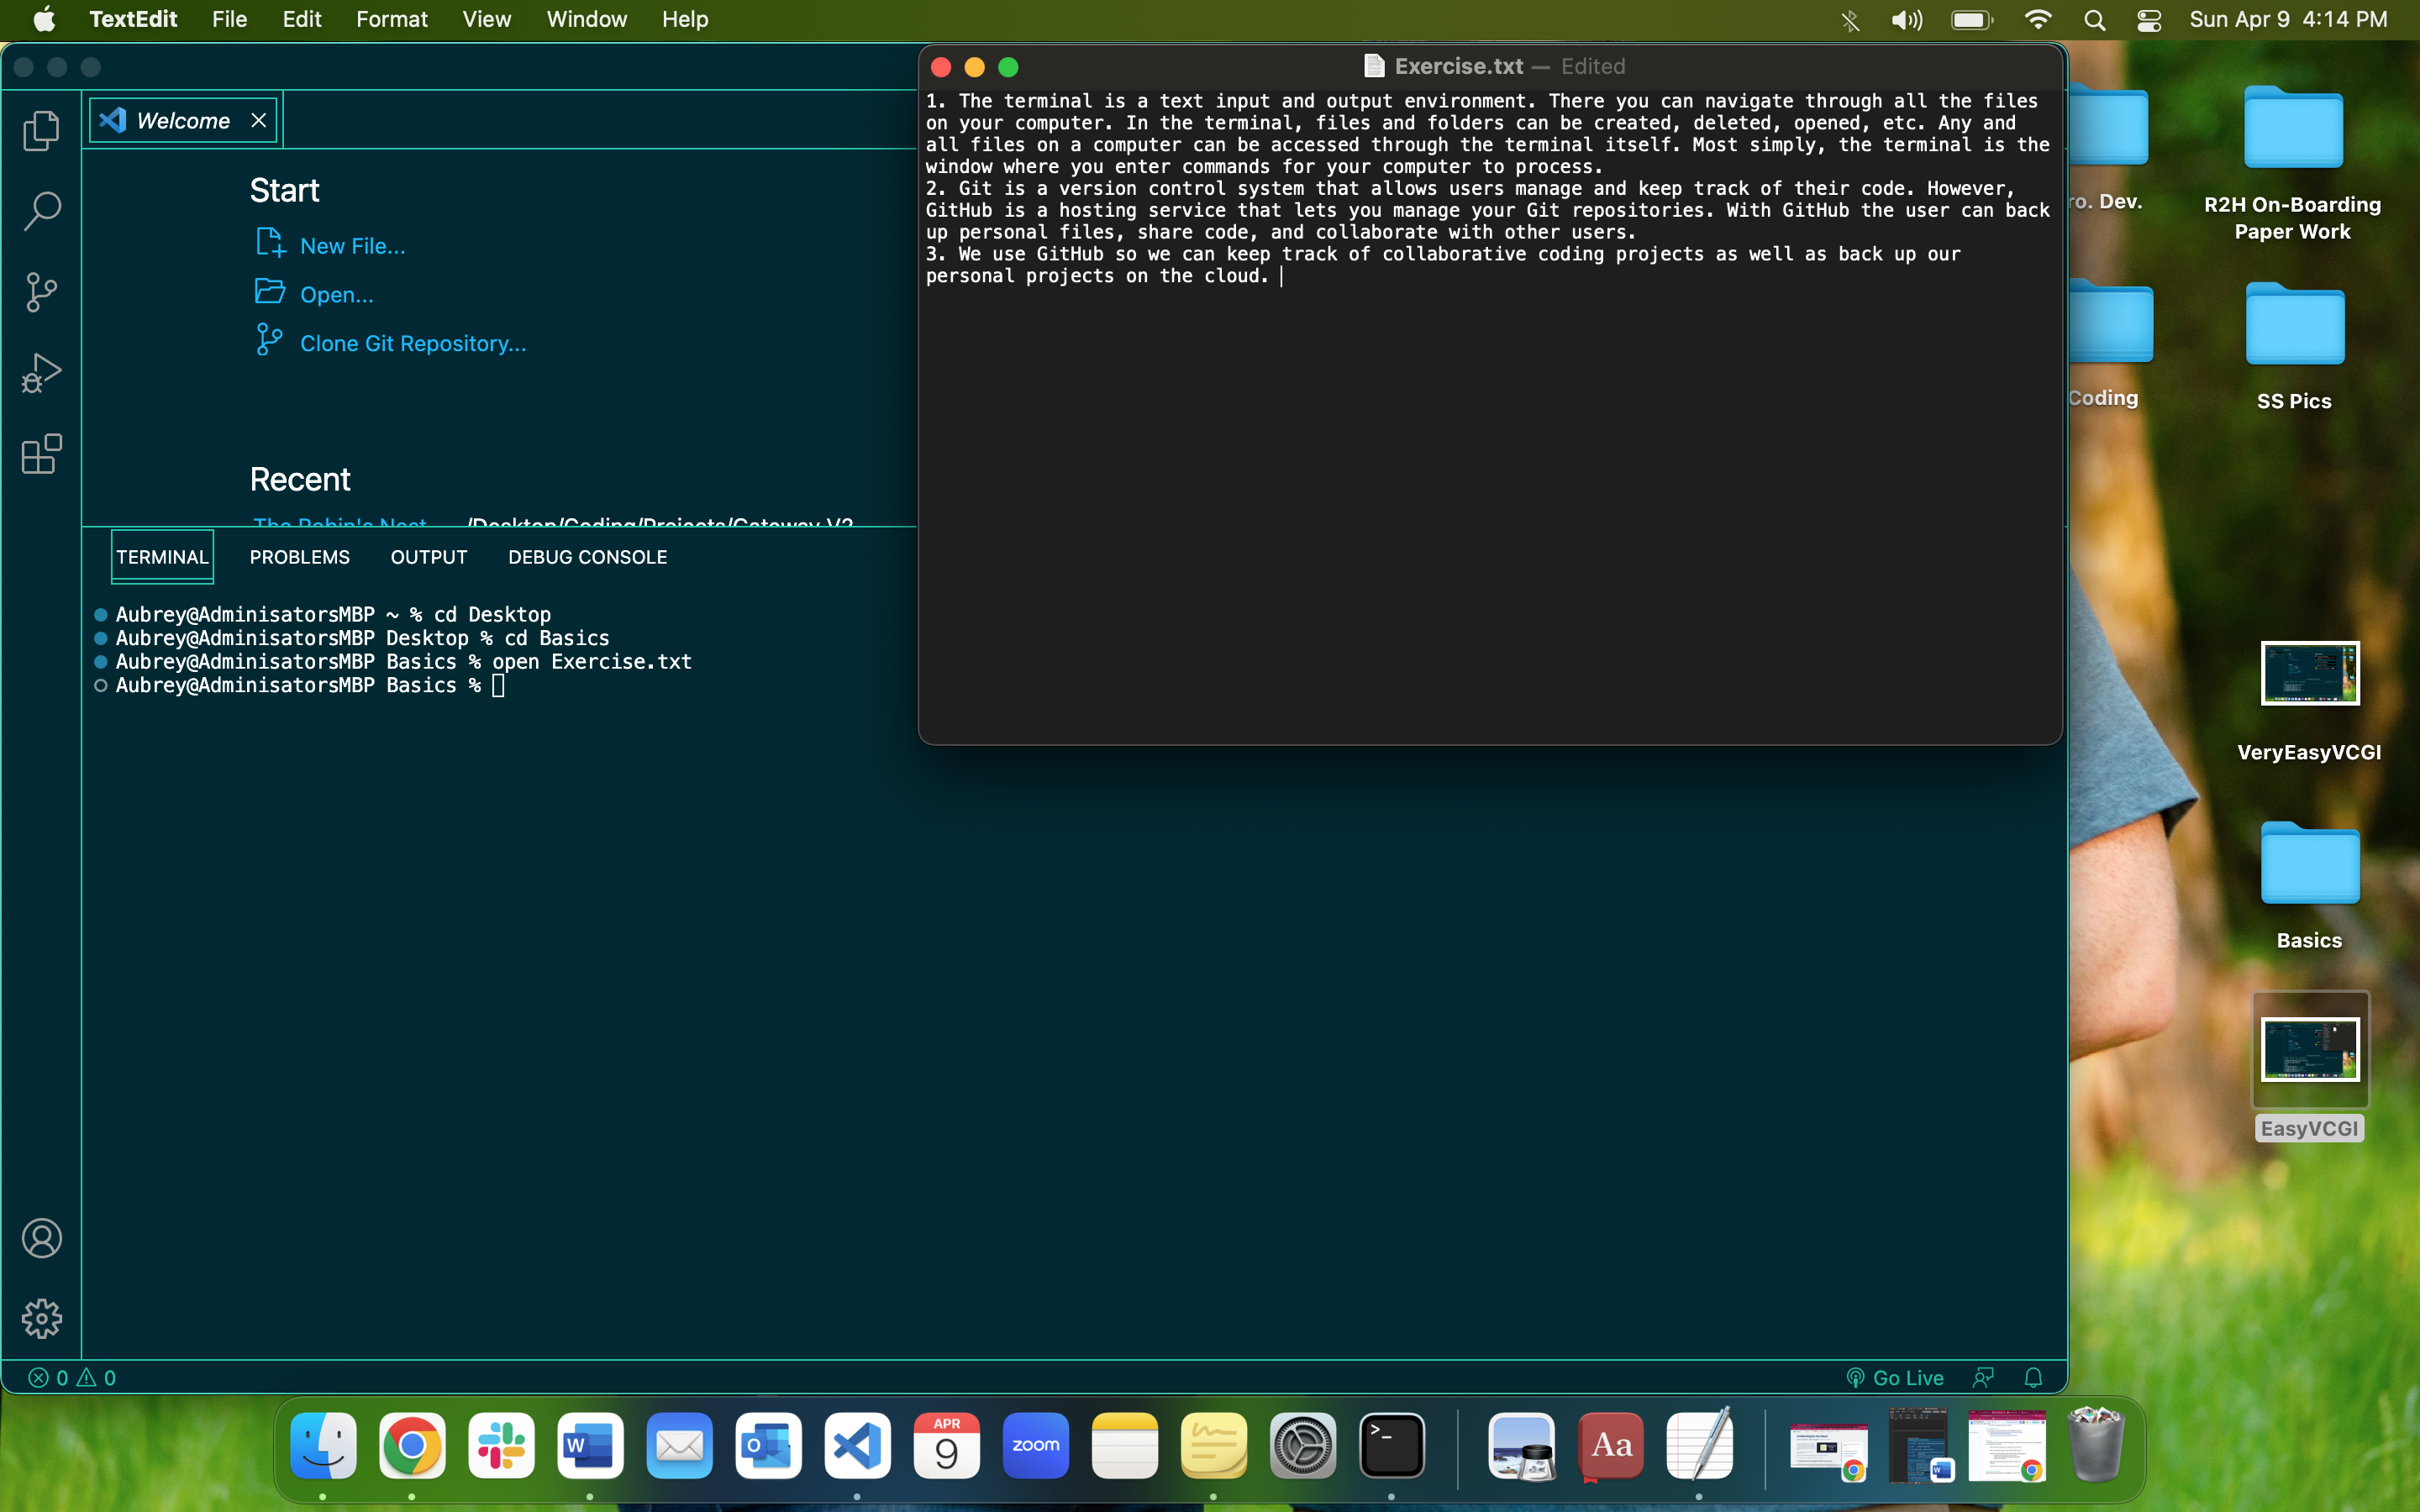 TextEdit File Edit Format View Window Help Sun Apr 9 4:14 PM
Welcome
Start
New File...
Open...
Clone Git Repository...
Recent
The Robin's Nest ~/Desktop/Coding/Projects/Gateway V2
TERMINAL PROBLEMS OUTPUT DEBUG CONSOLE
Aubrey@AdminisatorsMBP ~ % cd Desktop
Aubrey@AdminisatorsMBP Desktop % cd Basics
Aubrey@AdminisatorsMBP Basics % open Exercise.txt
Aubrey@AdminisatorsMBP Basics %
Exercise.txt — Edited
1. The terminal is a text input and output environment. There you can navigate through all the files
on your computer. In the terminal, files and folders can be created, deleted, opened, etc. Any and
all files on a computer can be accessed through the terminal itself. Most simply, the terminal is the
window where you enter commands for your computer to process.
2. Git is a version control system that allows users manage and keep track of their code. However,
GitHub is a hosting service that lets you manage your Git repositories. With GitHub the user can back
up personal files, share code, and collaborate with other users.
3. We use GitHub so we can keep track of collaborative coding projects as well as back up our
personal projects on the cloud.
ro. Dev.
R2H On-Boarding
Paper Work
Coding
SS Pics
VeryEasyVCGI
Basics
EasyVCGI
0 0
Go Live
W
O
APR
9
zoom
>_
Aa
W